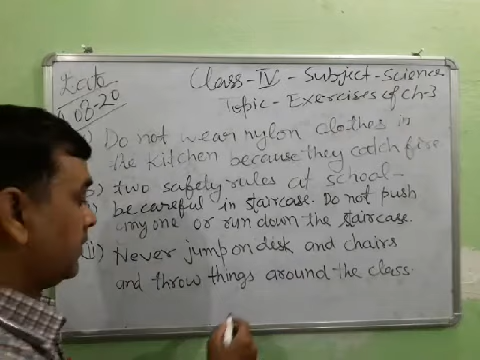 Date
08-20
Class-IV - Subject-Science
Topic - Exercises of Ch-3
Do not wear nylon clothes in
the kitchen because they catch fire
two safety rules at school-
be careful in staircase. Do not push
any one or run down the staircase.
ii) Never jump on desk and chairs
and throw things around the class.